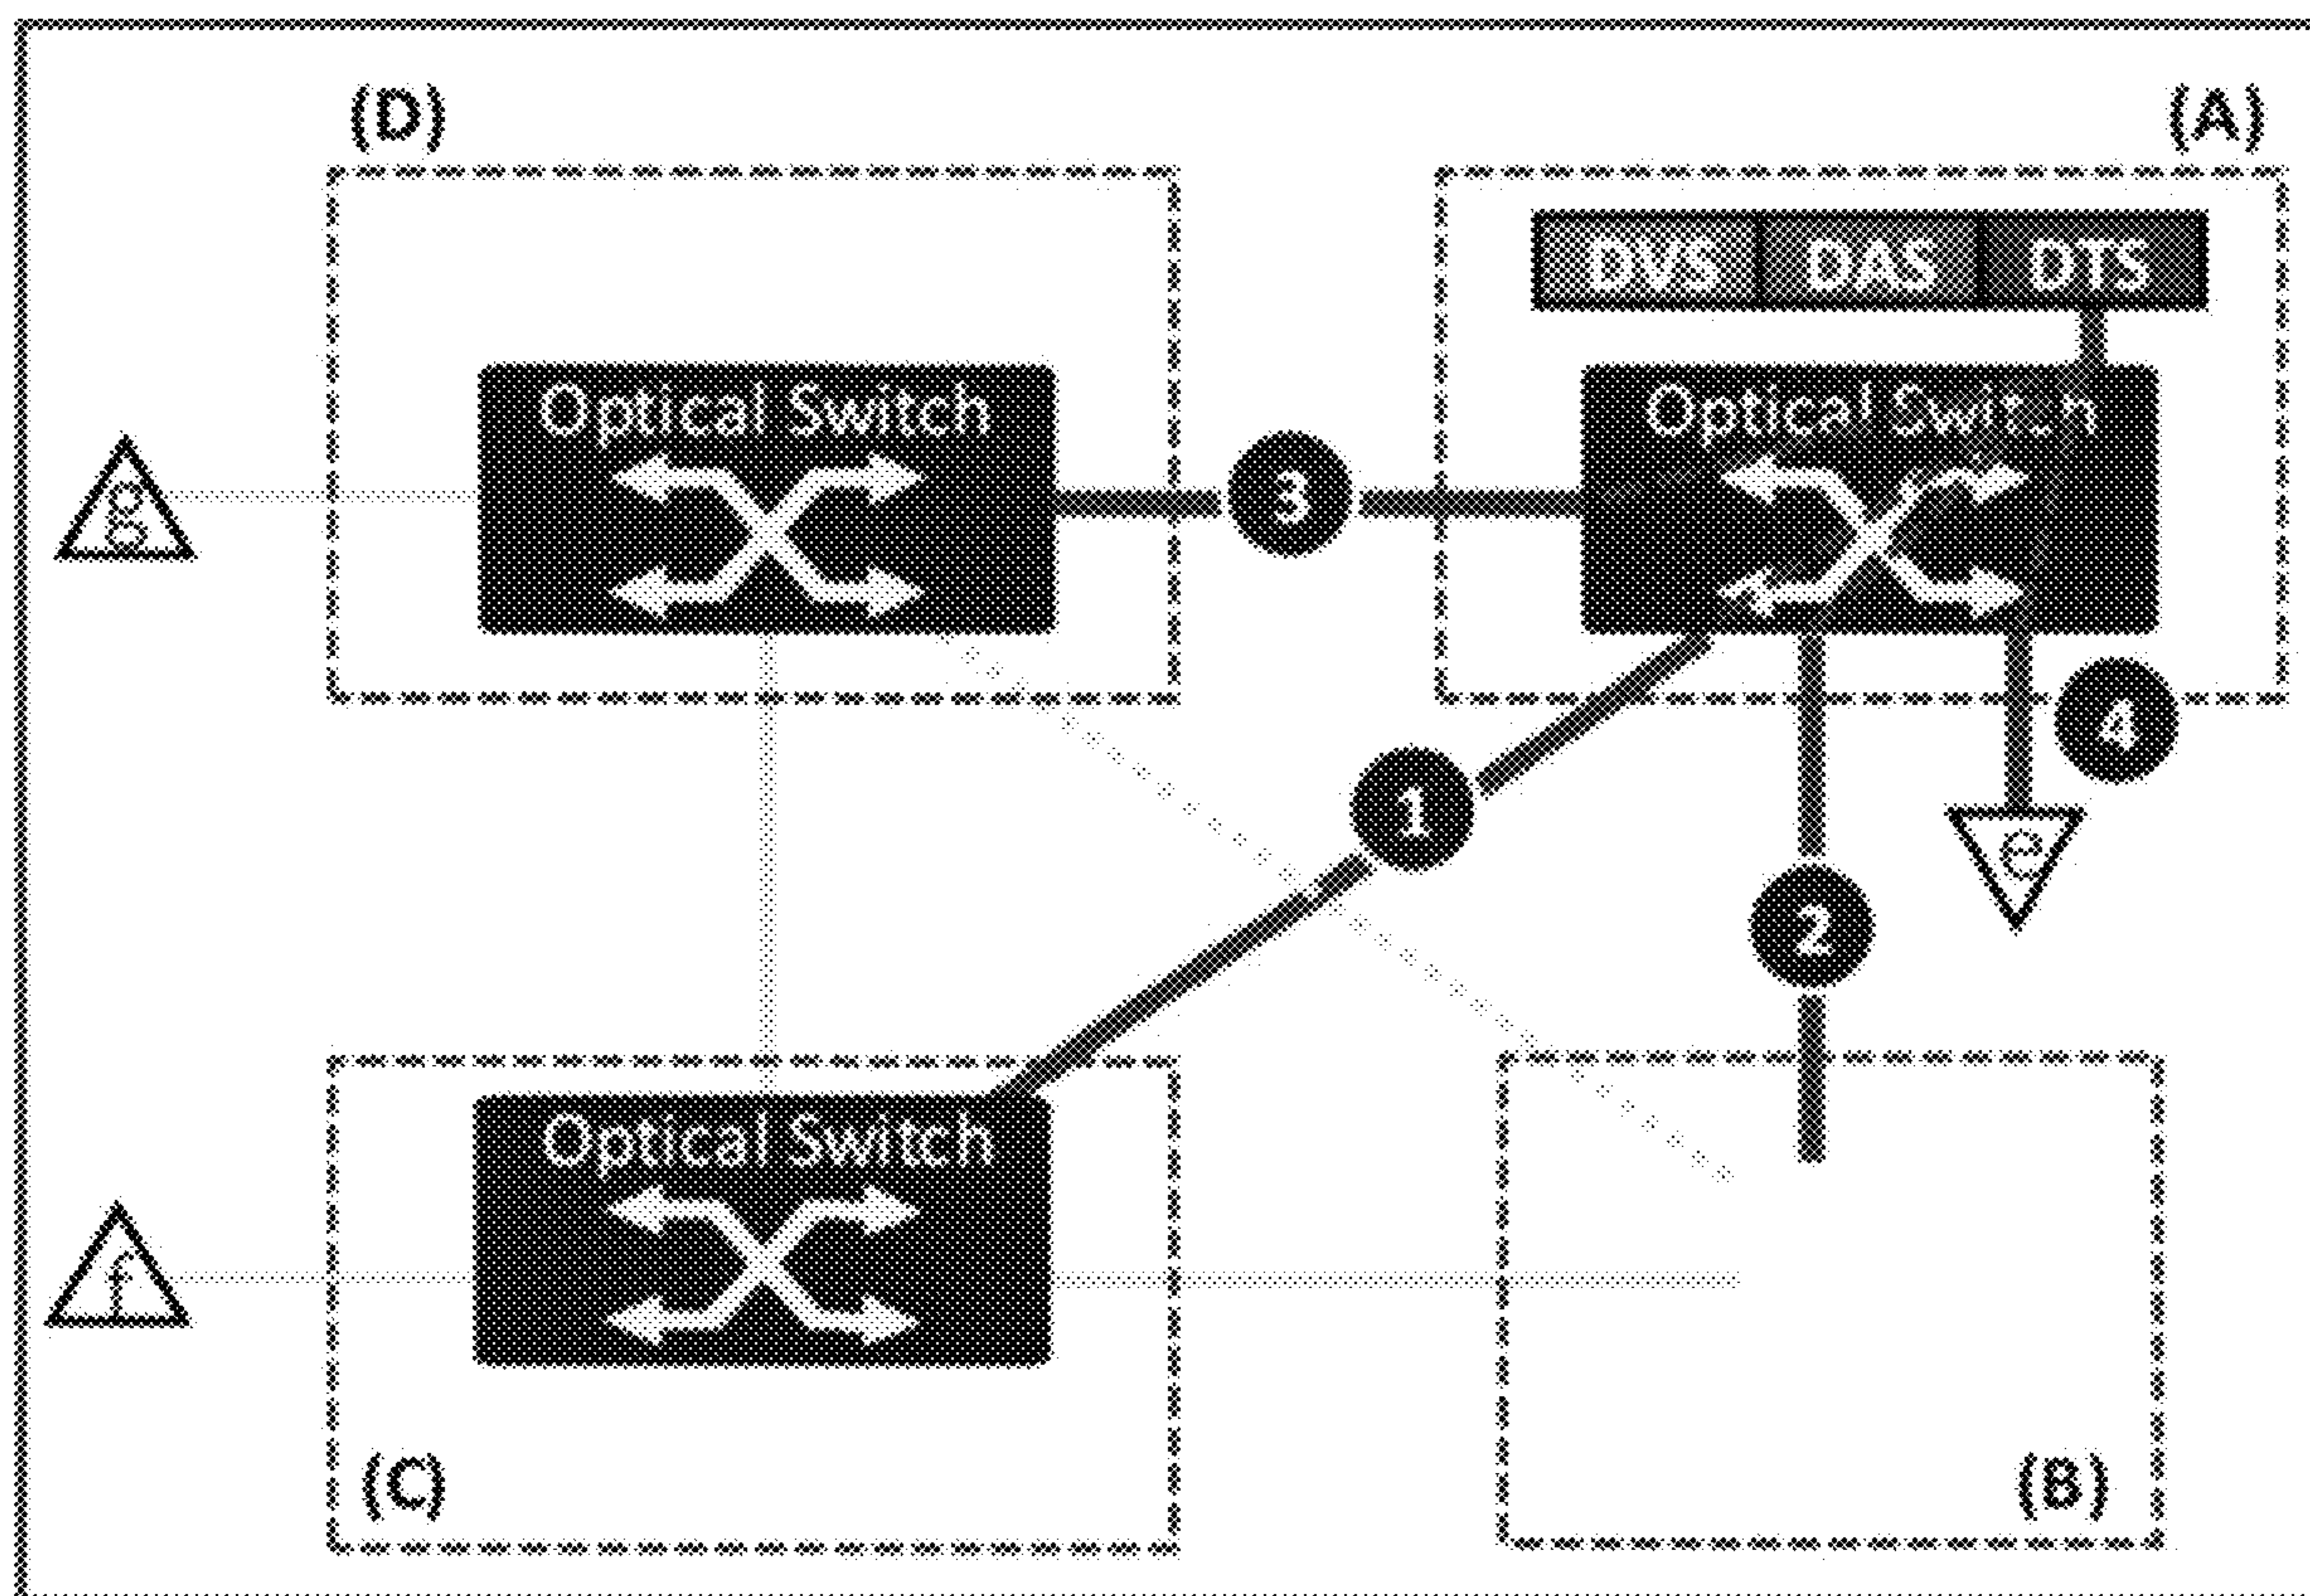 (D)
(A)
DVS DAS DTS
Optical Switch
Optical Switch
g
3
4
1
e
2
Optical Switch
f
(C)
(B)